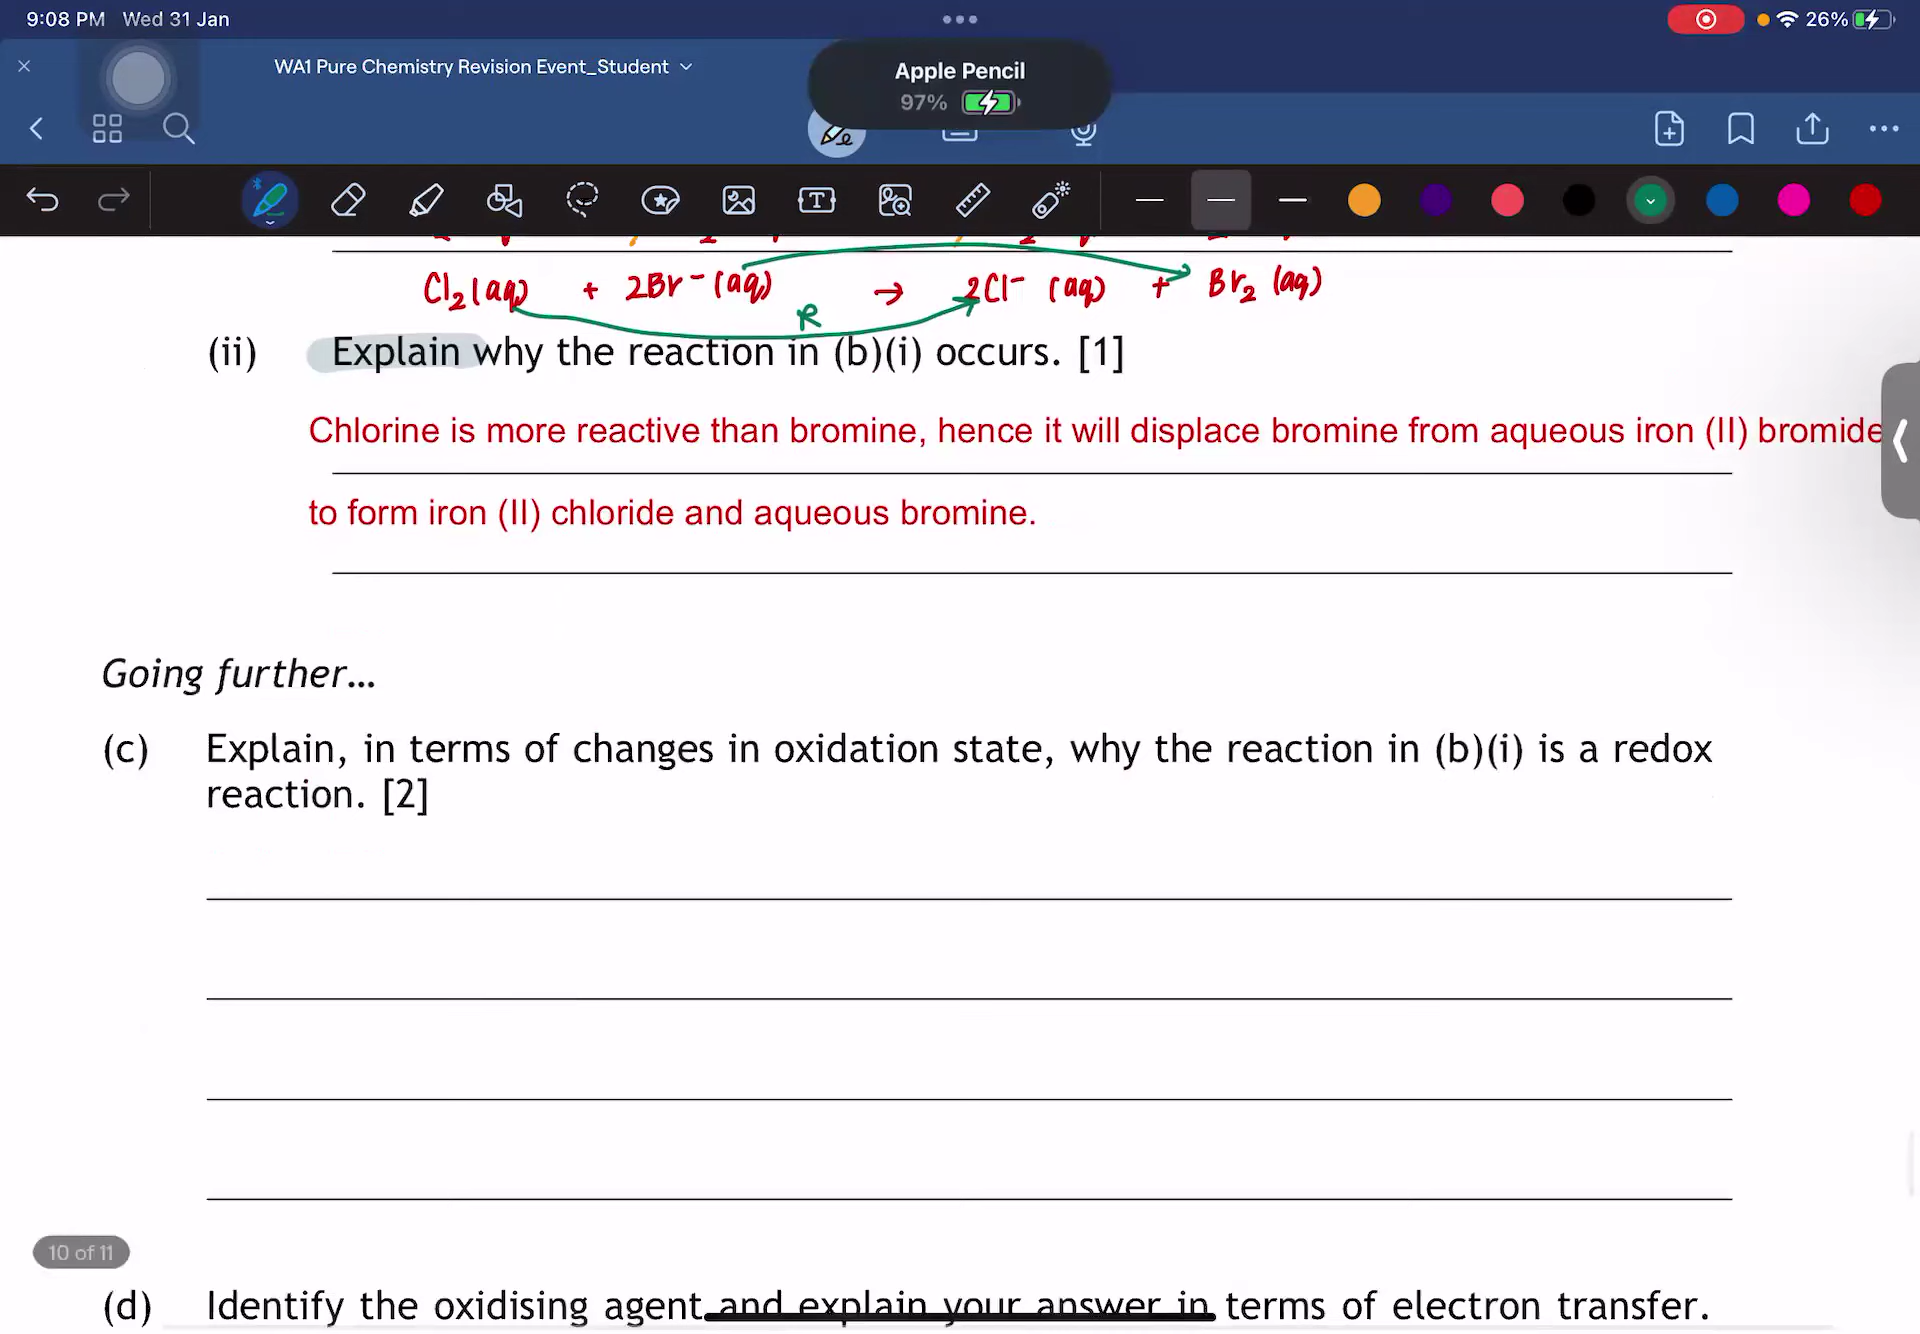 9:08 PM Wed 31 Jan
26%
WA1 Pure Chemistry Revision Event_Student
Apple Pencil
97%
Cl₂(aq) + 2Br⁻(aq) → 2Cl⁻ (aq) + Br₂ (aq)
R
(ii) Explain why the reaction in (b)(i) occurs. [1]
Chlorine is more reactive than bromine, hence it will displace bromine from aqueous iron (II) bromide
to form iron (II) chloride and aqueous bromine.
Going further...
(c) Explain, in terms of changes in oxidation state, why the reaction in (b)(i) is a redox
reaction. [2]
10 of 11
(d) Identify the oxidising agent and explain your answer in terms of electron transfer.